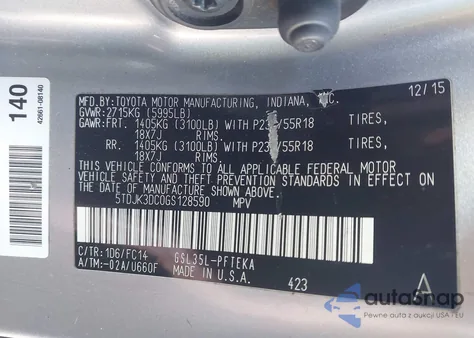 140
42661-08140
MFD.BY: TOYOTA MOTOR MANUFACTURING, INDIANA, INC. 12/15
GVWR: 2715KG (5995LB)
GAWR: FRT. 1405KG (3100LB) WITH P23 /55R18 TIRES,
18X7J RIMS.
RR. 1405KG (3100LB) WITH P23 /55R18 TIRES,
18X7J RIMS.
THIS VEHICLE CONFORMS TO ALL APPLICABLE FEDERAL MOTOR
VEHICLE SAFETY AND THEFT PREVENTION STANDARDS IN EFFECT
ON THE DATE OF MANUFACTURE SHOWN ABOVE.
5TDJK3DC0GS128590 MPV
C/TR: 1D6/FC14 GSL35L-PFTEKA
A/TM: -02A/U660F MADE IN U.S.A. 423
A
autoSnap
Pewne auta z aukcji USA i EU